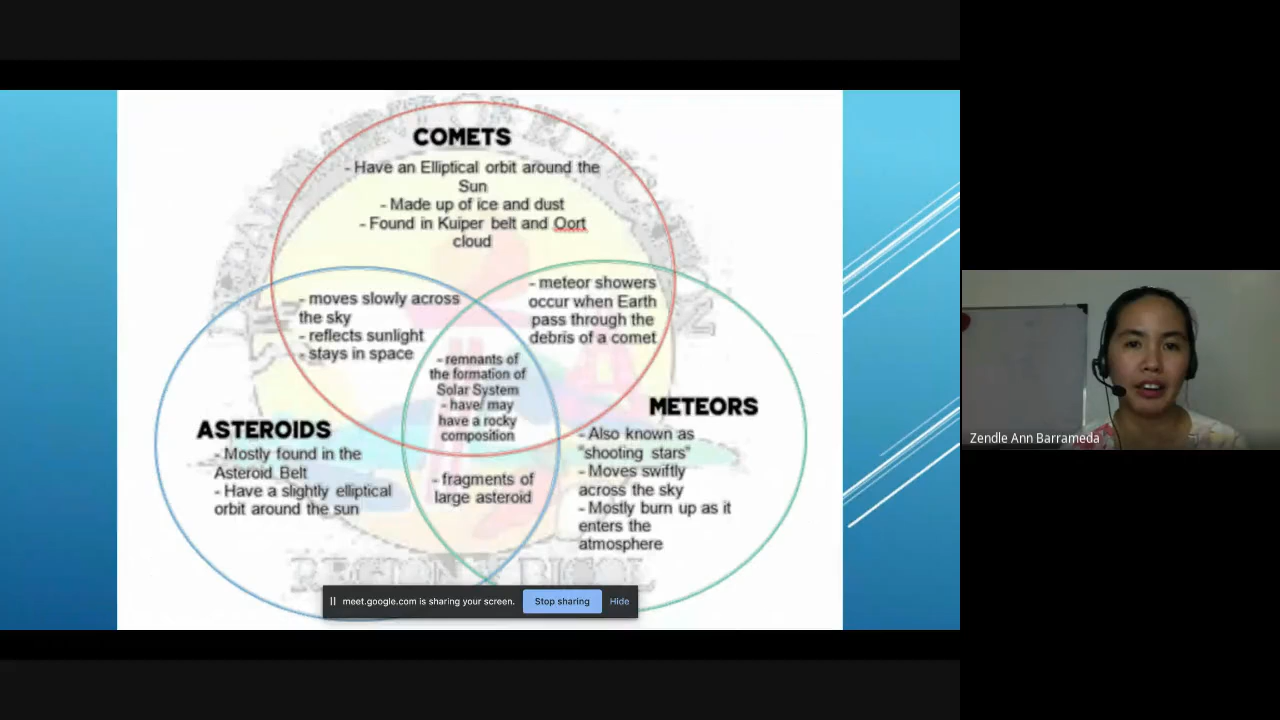 COMETS
- Have an Elliptical orbit around the
Sun
- Made up of ice and dust
- Found in Kuiper belt and Oort
cloud
- moves slowly across
the sky
- reflects sunlight
- stays in space
- meteor showers
occur when Earth
pass through the
debris of a comet
- remnants of
the formation of
Solar System
- have/ may
have a rocky
composition
ASTEROIDS
- Mostly found in the
Asteroid Belt
- Have a slightly elliptical
orbit around the sun
METEORS
- Also known as
"shooting stars"
- Moves swiftly
across the sky
- Mostly burn up as it
enters the
atmosphere
- fragments of
large asteroid
REGION V BICOL
meet.google.com is sharing your screen.
Stop sharing
Hide
Zendle Ann Barrameda